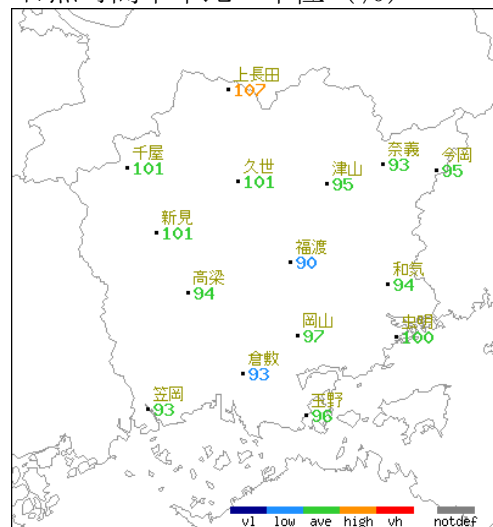 上長田
107
千屋
101
久世
101
津山
95
奈義
93
今岡
95
新見
101
福渡
90
高梁
94
和気
94
岡山
97
虫明
100
倉敷
93
笠岡
93
玉野
96
vl low ave high vh notdef